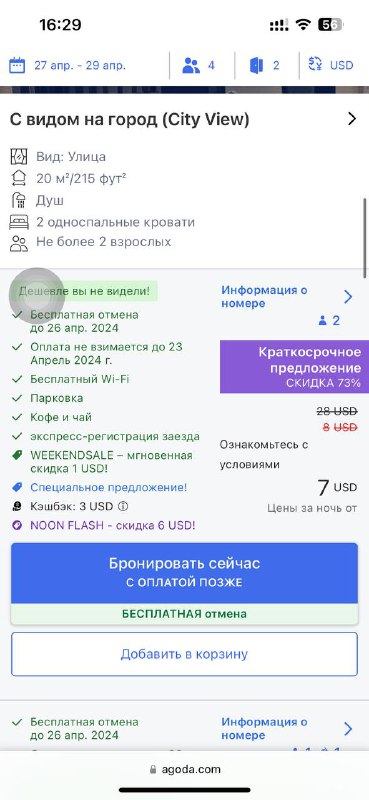 16:29
56
27 апр. - 29 апр.
4
2
USD
С видом на город (City View)
Вид: Улица
20 м²/215 фут²
Душ
2 односпальные кровати
Не более 2 взрослых
Дешевле вы не видели!
Бесплатная отмена
до 26 апр. 2024
Оплата не взимается до 23
Апрель 2024 г.
Бесплатный Wi-Fi
Парковка
Кофе и чай
экспресс-регистрация заезда
WEEKENDSALE – мгновенная
скидка 1 USD!
Специальное предложение!
Кэшбэк: 3 USD
NOON FLASH - скидка 6 USD!
Информация о
номере
2
Краткосрочное
предложение
СКИДКА 73%
28 USD
8 USD
Ознакомьтесь с
условиями
7 USD
Цены за ночь от
Бронировать сейчас
С ОПЛАТОЙ ПОЗЖЕ
БЕСПЛАТНАЯ отмена
Добавить в корзину
Бесплатная отмена
до 26 апр. 2024
Информация о
номере
agoda.com